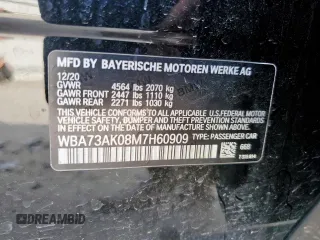 MFD BY BAYERISCHE MOTOREN WERKE AG
12/20
GVWR 4564 lbs 2070 kg
GAWR FRONT 2447 lbs 1110 kg
GAWR REAR 2271 lbs 1030 kg
THIS VEHICLE CONFORMS TO ALL APPLICABLE
U.S. FEDERAL MOTOR VEHICLE SAFETY, BUMPER,
AND THEFT PREVENTION STANDARDS IN EFFECT ON
THE DATE OF MANUFACTURE SHOWN ABOVE.
WBA73AK08M7H60909 TYPE: PASSENGER CAR
DREAMBID